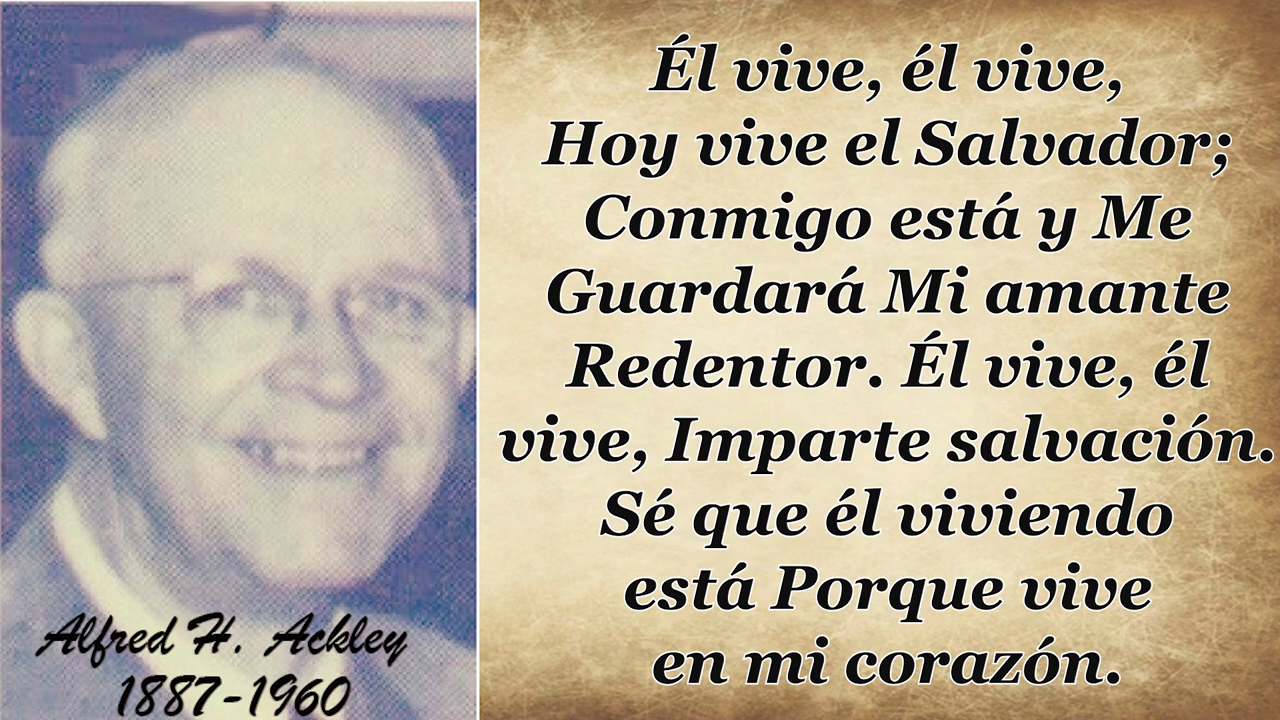 Alfred H. Ackley
1887-1960
Él vive, él vive,
Hoy vive el Salvador;
Conmigo está y Me
Guardará Mi amante
Redentor. Él vive, él
vive, Imparte salvación.
Sé que él viviendo
está Porque vive
en mi corazón.